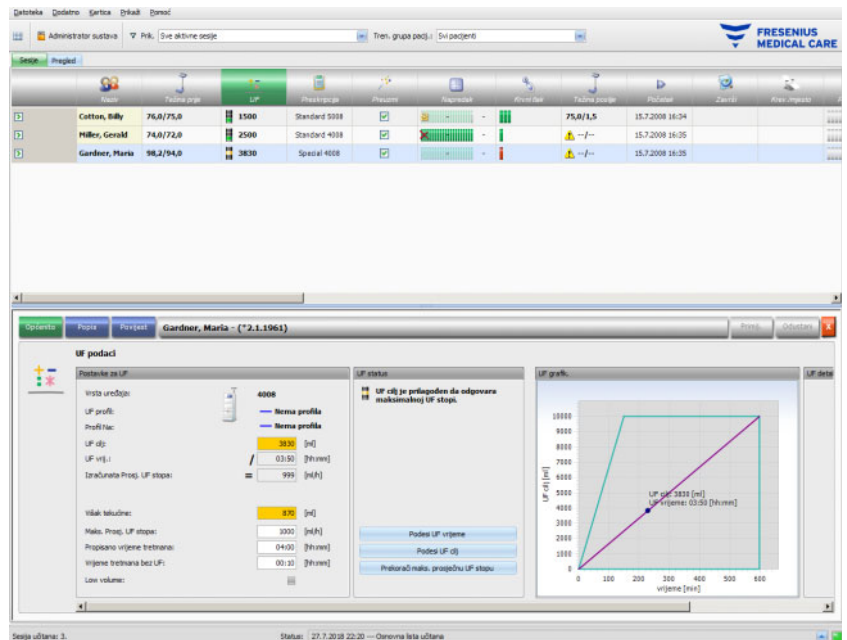 Datoteka Dodatno Kartica Prikaži Pomoć
Administrator sustava Prik. Sve aktivne sesije Tren. grupa pacij.: Svi pacijenti
FRESENIUS
MEDICAL CARE
Sesije Pregled
Naziv Težina prije UF Preskripcija Preuzmi Napredak Krvni tlak Težina poslije Početak Završi Krev./mjesto
Cotton, Billy 76,0/75,0 1500 Standard 5008 - - 75,0/1,5 15.7.2008 16:34
Miller, Gerald 74,0/72,0 2500 Standard 4008 - --/-- 15.7.2008 16:35
Gardner, Maria 98,2/94,0 3830 Special 4008 - - --/-- 15.7.2008 16:35
Općenito Popis Povijest Gardner, Maria - (*2.1.1961) Primj. Odustani X
UF podaci
Postavke za UF UF status UF grafik. UF detal
Vrsta uređaja: 4008
UF profil: Nema profila
Profil Na: Nema profila
UF cilj: 3830 [ml]
UF vrij.: / 03:50 [hh:mm]
Izračunata Prosj. UF stopa: = 999 [ml/h]
Višak tekućine: 870 [ml]
Maks. Prosj. UF stopa: 1000 [ml/h]
Propisano vrijeme tretmana: 04:00 [hh:mm]
Vrijeme tretmana bez UF: 00:10 [hh:mm]
Low volume:
UF cilj je prilagođen da odgovara
maksimalnoj UF stopi.
Podesi UF vrijeme
Podesi UF cilj
Prekorači maks. prosječnu UF stopu
UF cilj [ml]
10000
9000
8000
7000
6000
5000
4000
3000
2000
1000
0
UF cilj: 3830 [ml]
UF vrijeme: 03:50 [hh:mm]
0 100 200 300 400 500 600
vrijeme [min]
Sesija učitana: 3. Status: 27.7.2018 22:20 --- Osnovna lista učitana